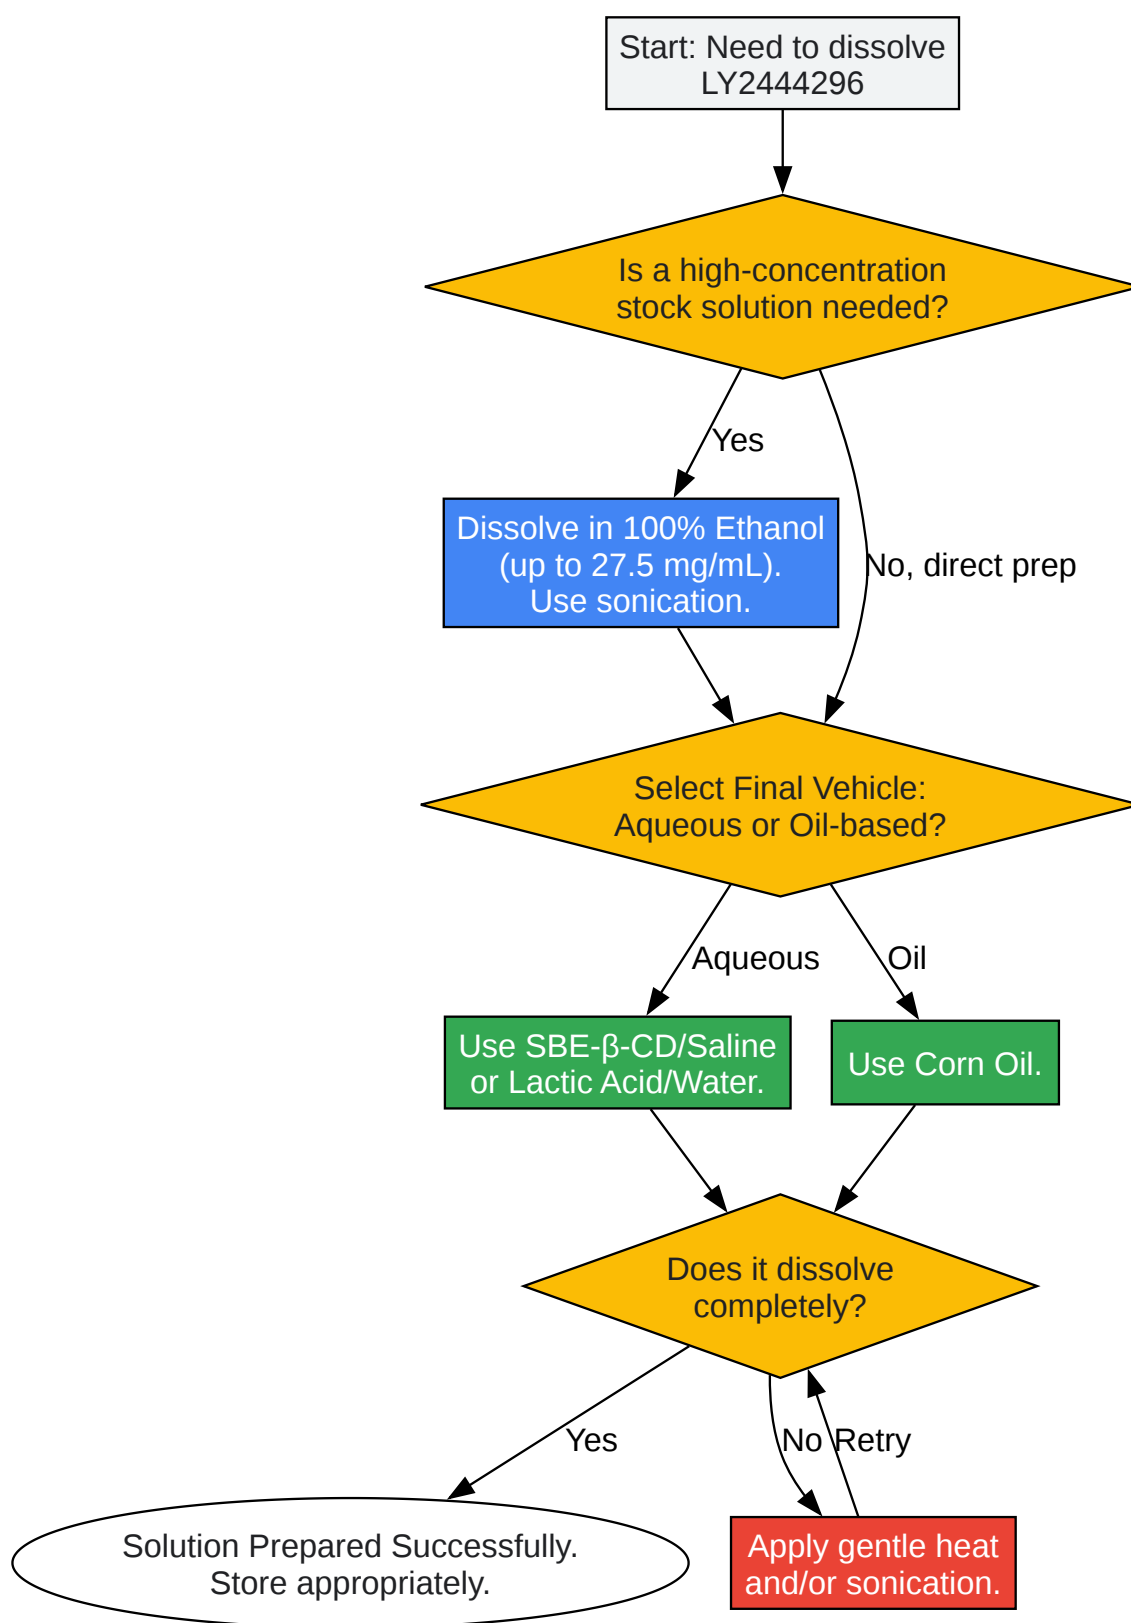 Start: Need to dissolve
LY2444296
Is a high-concentration
stock solution needed?
Yes
Dissolve in 100% Ethanol
(up to 27.5 mg/mL).
Use sonication.
No, direct prep
Select Final Vehicle:
Aqueous or Oil-based?
Aqueous
Oil
Use SBE-β-CD/Saline
or Lactic Acid/Water.
Use Corn Oil.
Does it dissolve
completely?
Yes
No
Retry
Solution Prepared Successfully.
Store appropriately.
Apply gentle heat
and/or sonication.